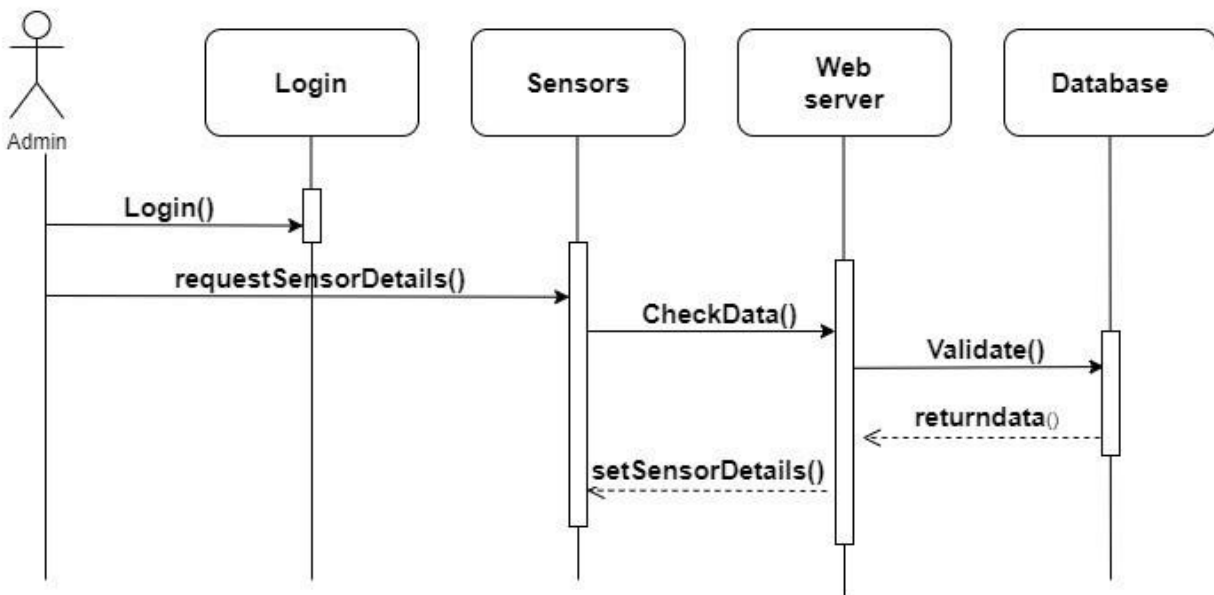 Login
Sensors
Web
server
Database
Admin
Login()
requestSensorDetails()
CheckData()
Validate()
returndata()
setSensorDetails()